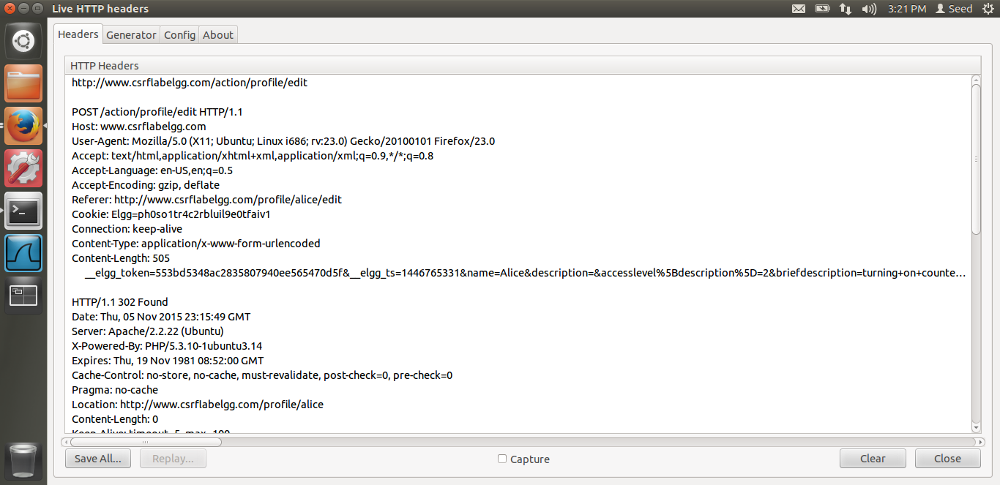 Live HTTP headers
3:21 PM Seed
Headers Generator Config About
HTTP Headers
http://www.csrflabelgg.com/action/profile/edit
POST /action/profile/edit HTTP/1.1
Host: www.csrflabelgg.com
User-Agent: Mozilla/5.0 (X11; Ubuntu; Linux i686; rv:23.0) Gecko/20100101 Firefox/23.0
Accept: text/html,application/xhtml+xml,application/xml;q=0.9,*/*;q=0.8
Accept-Language: en-US,en;q=0.5
Accept-Encoding: gzip, deflate
Referer: http://www.csrflabelgg.com/profile/alice/edit
Cookie: Elgg=ph0so1tr4c2rbluil9e0tfaiv1
Connection: keep-alive
Content-Type: application/x-www-form-urlencoded
Content-Length: 505
__elgg_token=553bd5348ac2835807940ee565470d5f&__elgg_ts=1446765331&name=Alice&description=&accesslevel%5Bdescription%5D=2&briefdescription=turning+on+counte...
HTTP/1.1 302 Found
Date: Thu, 05 Nov 2015 23:15:49 GMT
Server: Apache/2.2.22 (Ubuntu)
X-Powered-By: PHP/5.3.10-1ubuntu3.14
Expires: Thu, 19 Nov 1981 08:52:00 GMT
Cache-Control: no-store, no-cache, must-revalidate, post-check=0, pre-check=0
Pragma: no-cache
Location: http://www.csrflabelgg.com/profile/alice
Content-Length: 0
Keep-Alive: timeout=5, max=100
Save All... Replay... Capture Clear Close